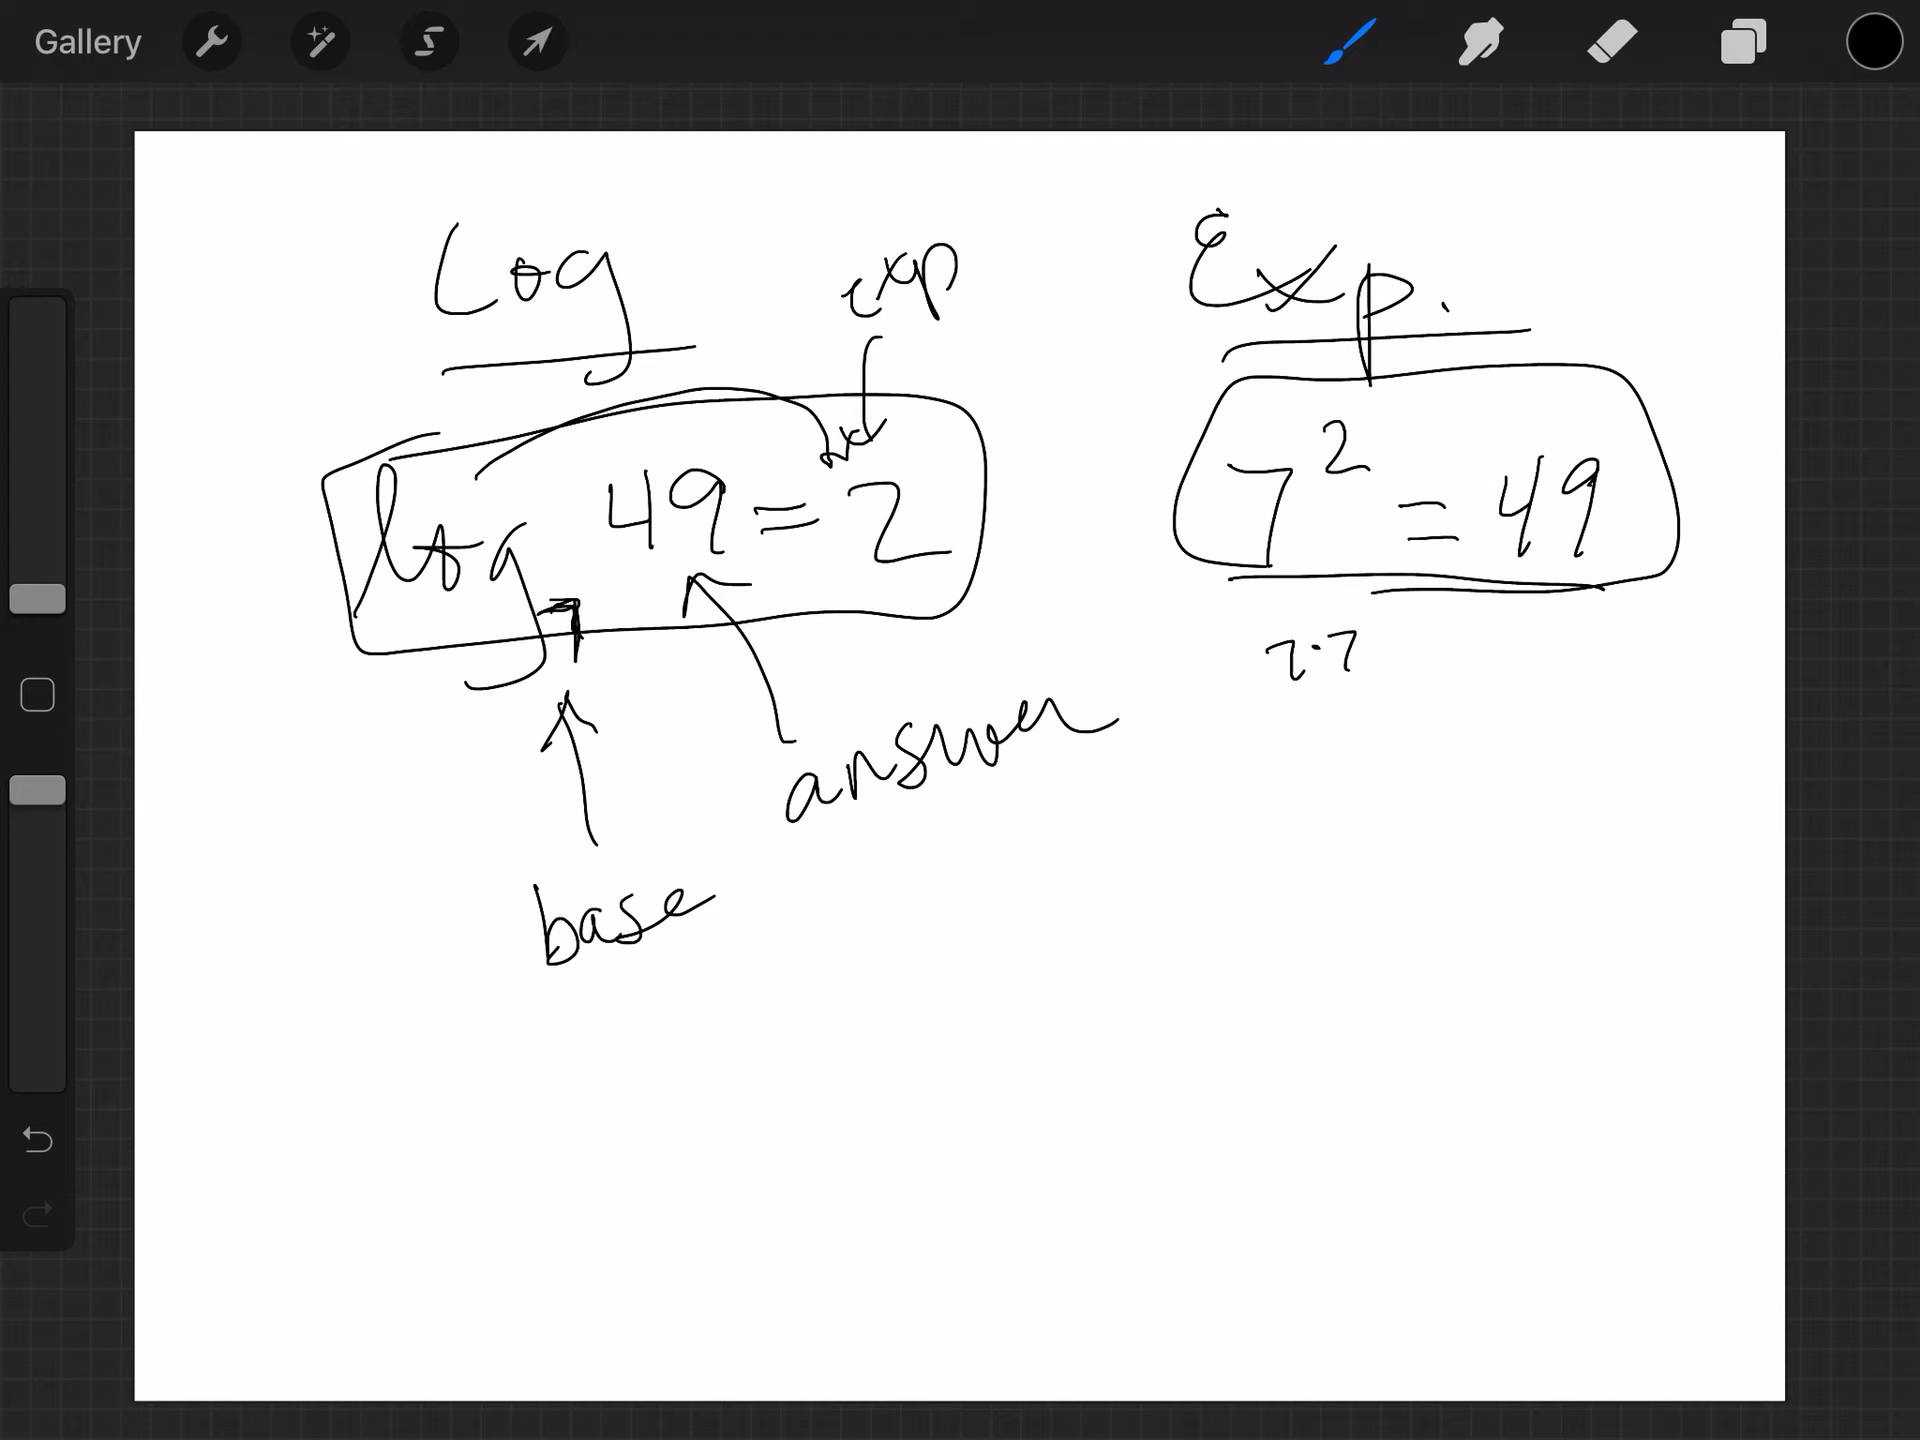 Gallery
Log exp Exp.
log₇ 49 = 2 7² = 49
7·7
answer
base